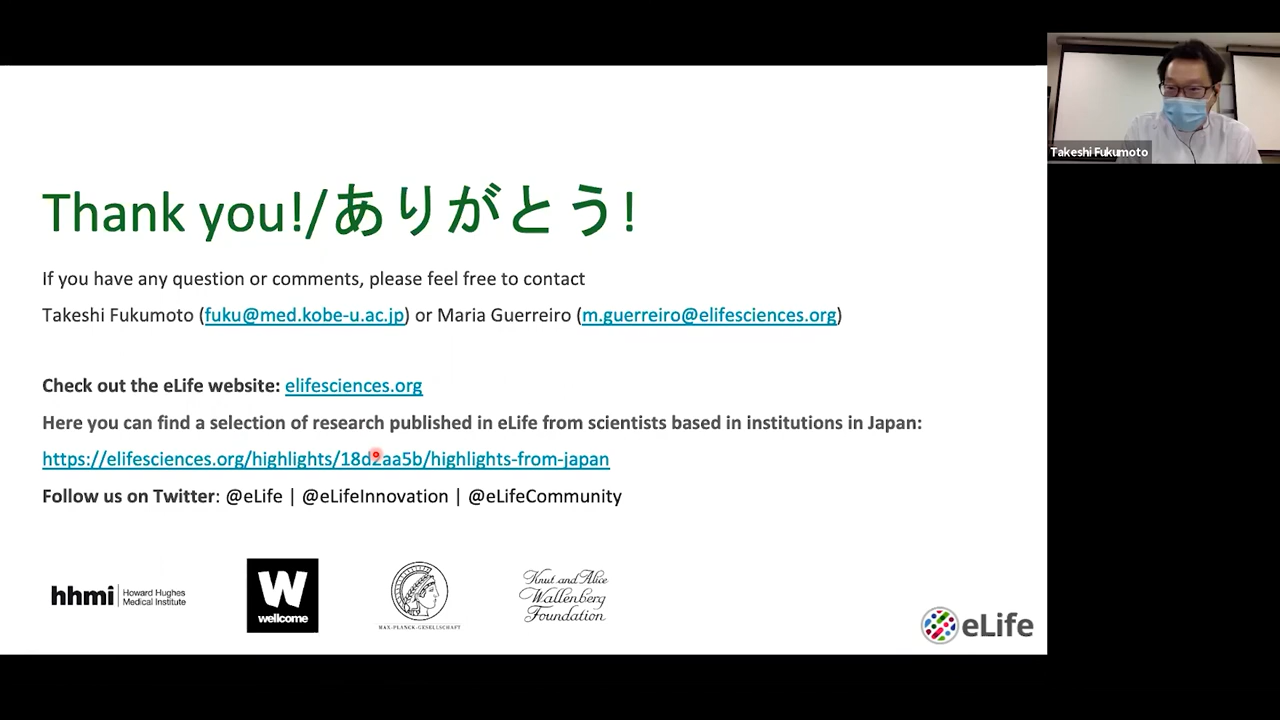 Takeshi Fukumoto
Thank you!/ありがとう!
If you have any question or comments, please feel free to contact
Takeshi Fukumoto (fuku@med.kobe-u.ac.jp) or Maria Guerreiro (m.guerreiro@elifesciences.org)
Check out the eLife website: elifesciences.org
Here you can find a selection of research published in eLife from scientists based in institutions in Japan:
https://elifesciences.org/highlights/18d2aa5b/highlights-from-japan
Follow us on Twitter: @eLife | @eLifeInnovation | @eLifeCommunity
hhmi | Howard Hughes
Medical Institute
W
wellcome
MAX-PLANCK-GESELLSCHAFT
Knut and Alice
Wallenberg
Foundation
eLife